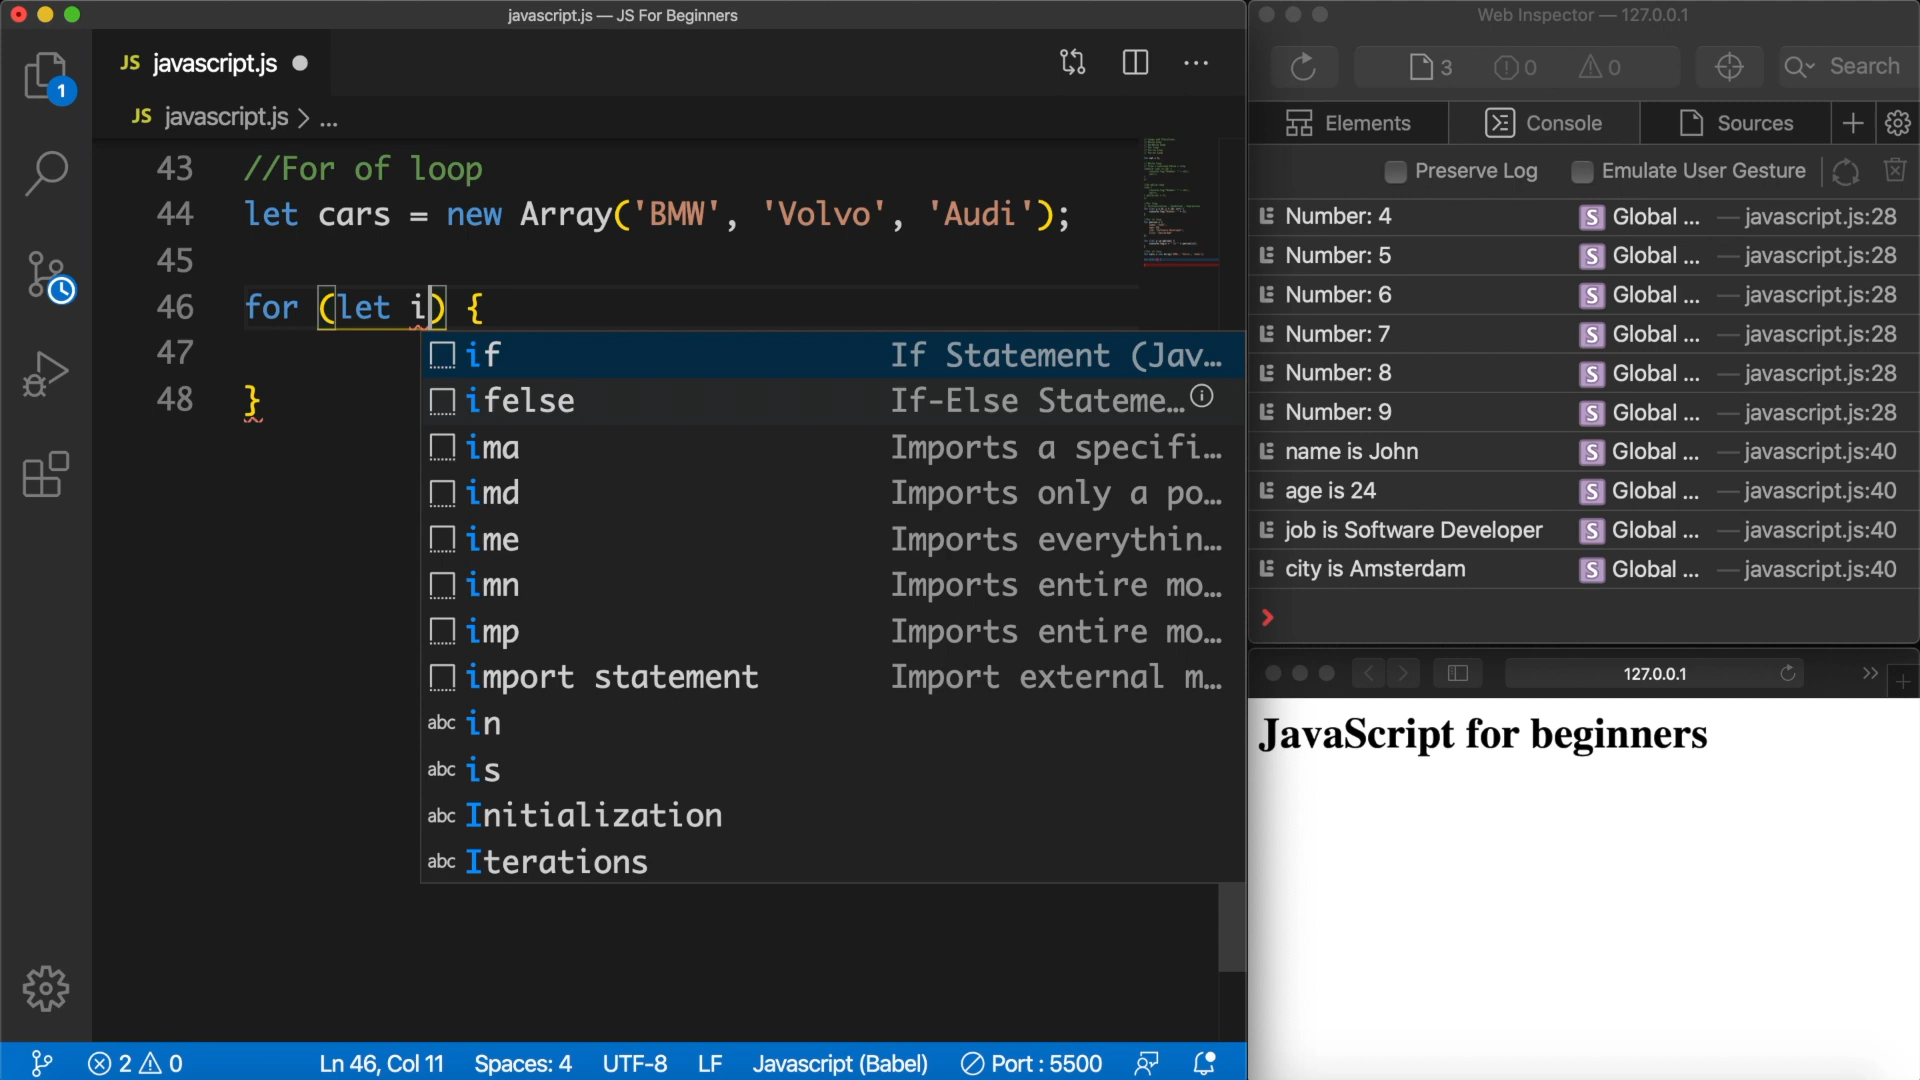 javascript.js — JS For Beginners
JS javascript.js
JS javascript.js > ...
1
43 //For of loop
44 let cars = new Array('BMW', 'Volvo', 'Audi');
45
46 for (let i) {
47
48 }
if If Statement (Jav...
ifelse If-Else Stateme...
ima Imports a specifi...
imd Imports only a po...
ime Imports everythin...
imn Imports entire mo...
imp Imports entire mo...
import statement Import external m...
abc in
abc is
abc Initialization
abc Iterations
2 0 Ln 46, Col 11 Spaces: 4 UTF-8 LF Javascript (Babel) Port : 5500
Web Inspector — 127.0.0.1
3 0 0 Search
Elements Console Sources
Preserve Log Emulate User Gesture
Number: 4 S Global ... — javascript.js:28
Number: 5 S Global ... — javascript.js:28
Number: 6 S Global ... — javascript.js:28
Number: 7 S Global ... — javascript.js:28
Number: 8 S Global ... — javascript.js:28
Number: 9 S Global ... — javascript.js:28
name is John S Global ... — javascript.js:40
age is 24 S Global ... — javascript.js:40
job is Software Developer S Global ... — javascript.js:40
city is Amsterdam S Global ... — javascript.js:40
127.0.0.1
JavaScript for beginners